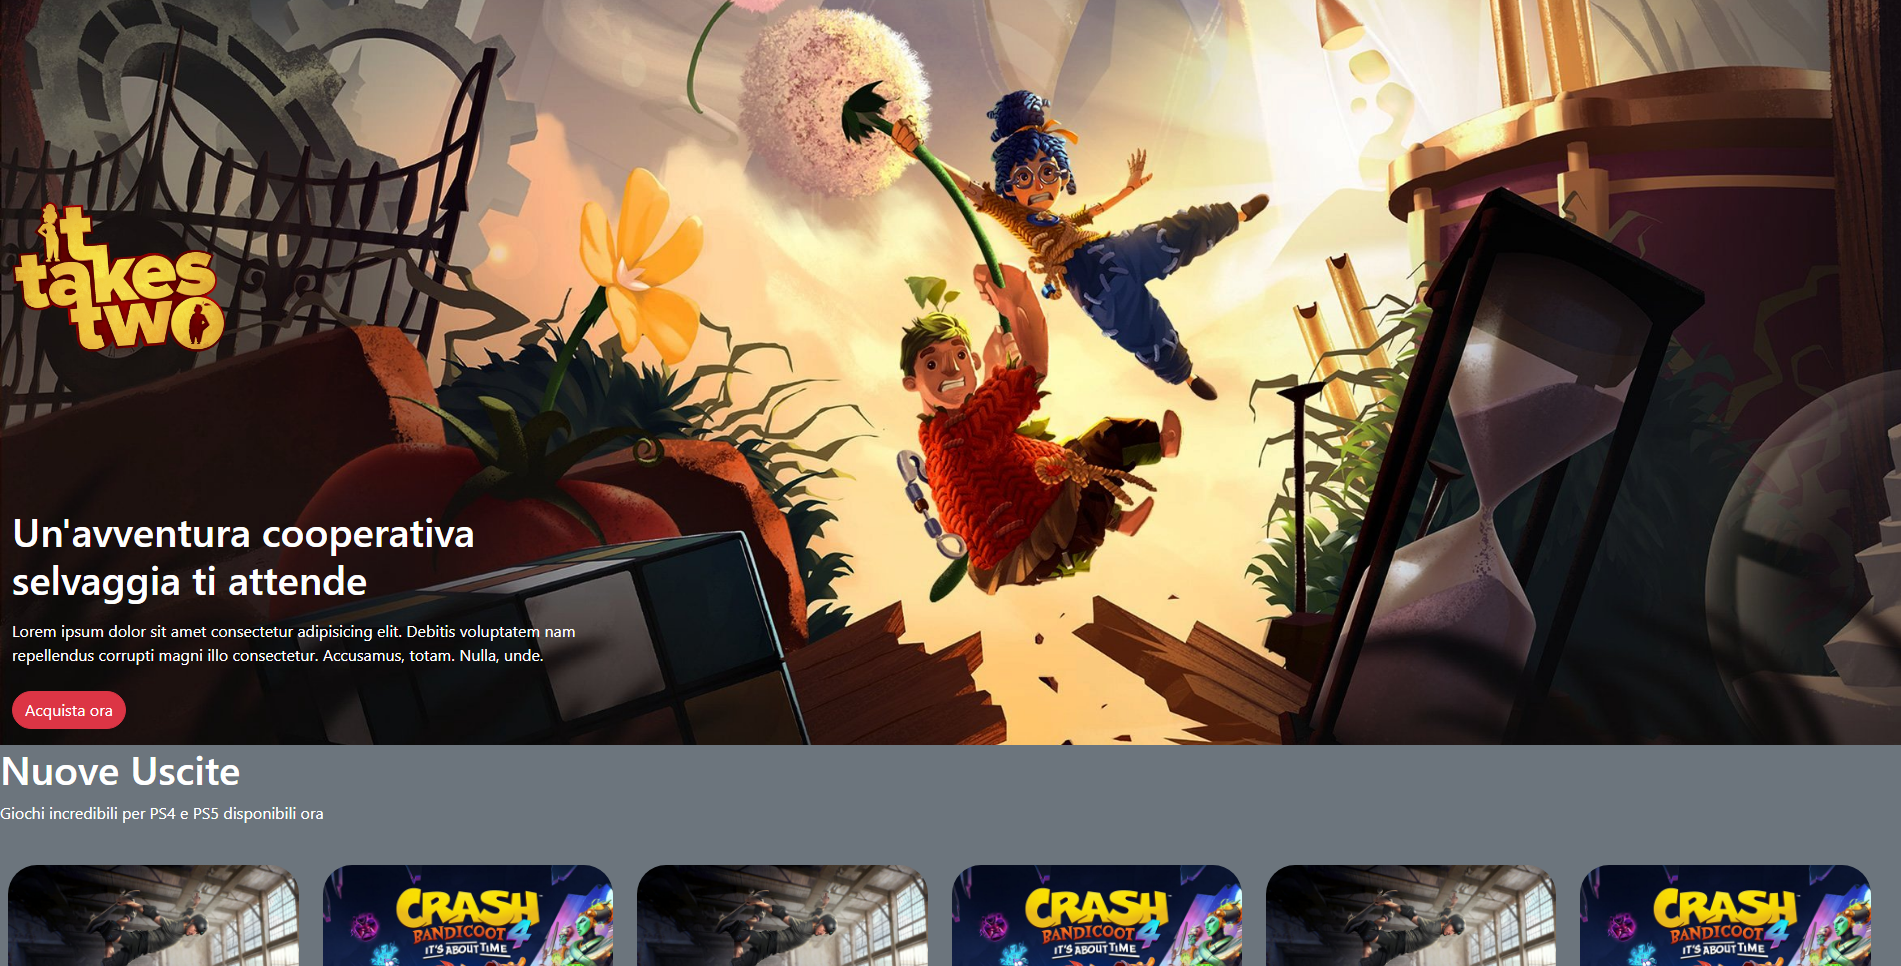 it
takes
two
Un'avventura cooperativa
selvaggia ti attende
Lorem ipsum dolor sit amet consectetur adipisicing elit. Debitis voluptatem nam
repellendus corrupti magni illo consectetur. Accusamus, totam. Nulla, unde.
Acquista ora
Nuove Uscite
Giochi incredibili per PS4 e PS5 disponibili ora
CRASH
BANDICOOT 4
IT'S ABOUT TIME
CRASH
BANDICOOT 4
IT'S ABOUT TIME
CRASH
BANDICOOT 4
IT'S ABOUT TIME